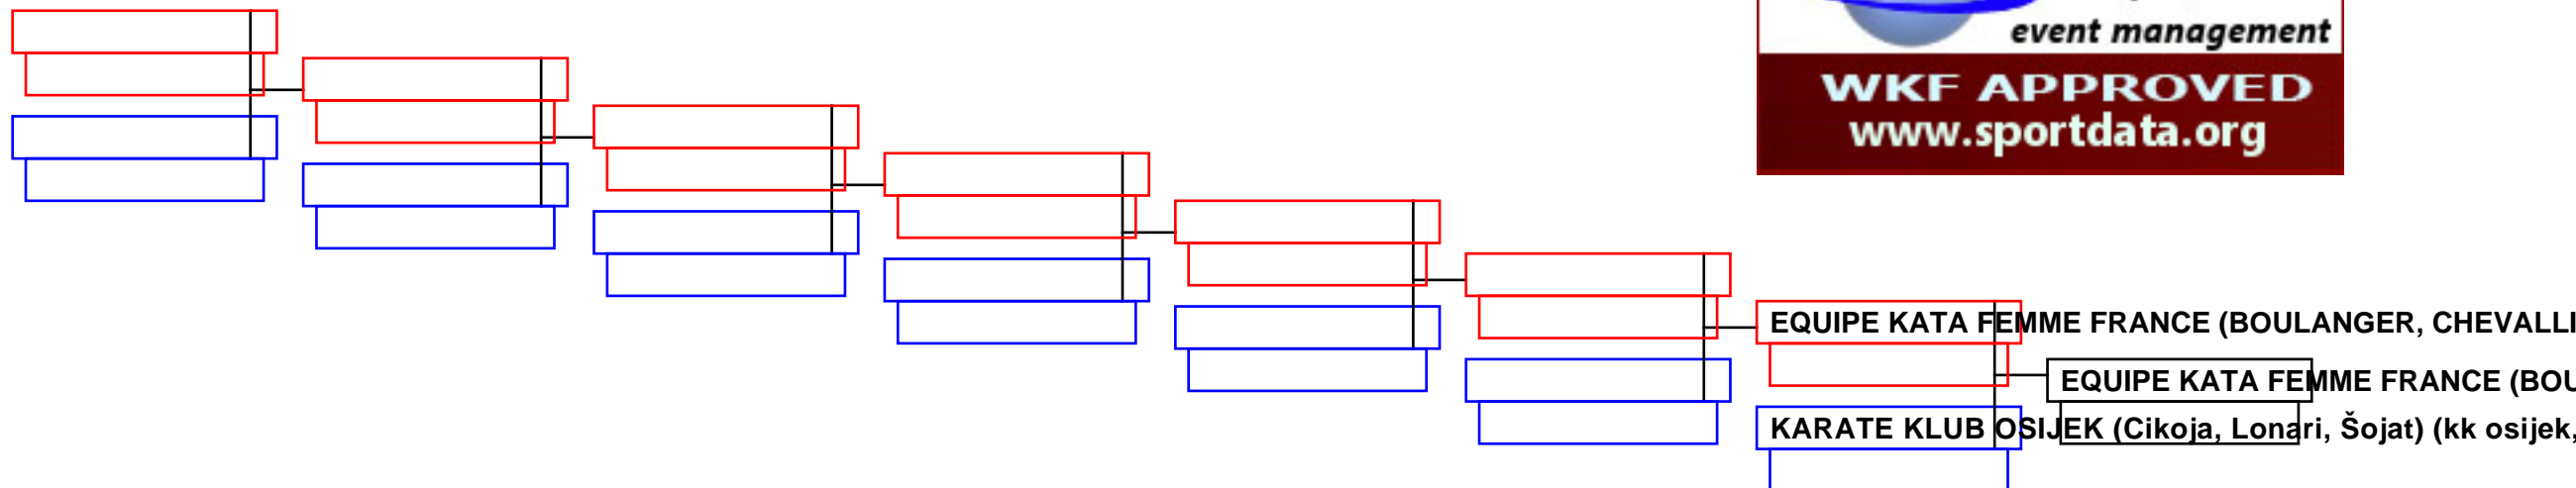 event management
WKF APPROVED
www.sportdata.org
EQUIPE KATA FEMME FRANCE (BOULANGER, CHEVALLI
EQUIPE KATA FEMME FRANCE (BOU
KARATE KLUB OSIJEK (Cikoja, Lonari, Šojat) (kk osijek,